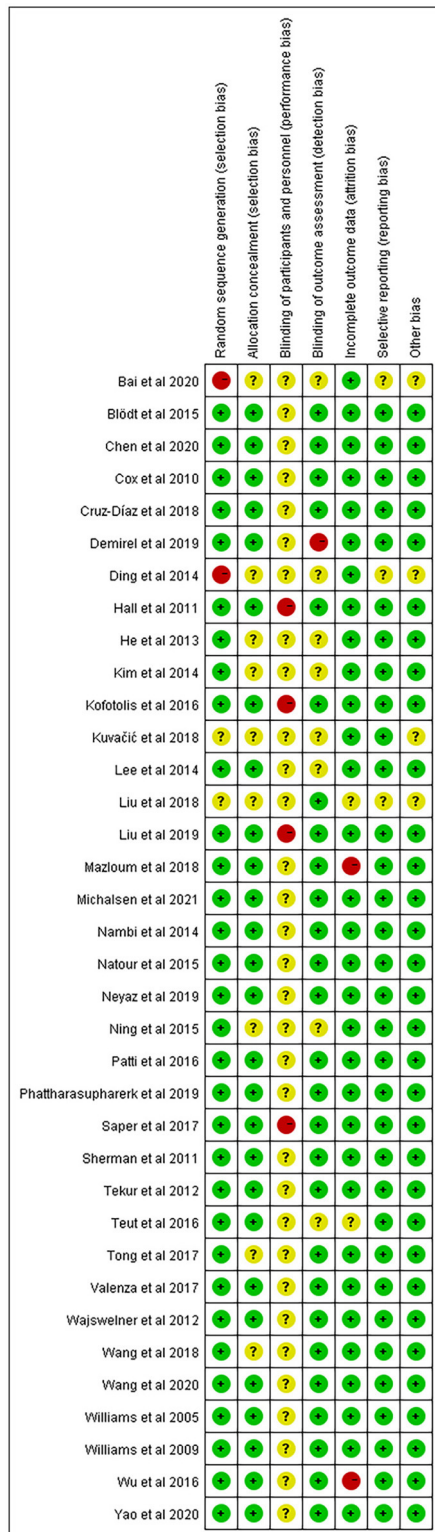 Random sequence generation (selection bias)
Allocation concealment (selection bias)
Blinding of participants and personnel (performance bias)
Blinding of outcome assessment (detection bias)
Incomplete outcome data (attrition bias)
Selective reporting (reporting bias)
Other bias
Bai et al 2020 - ? ? ? + ? ?
Blödt et al 2015 + + ? + + + +
Chen et al 2020 + + ? + + + +
Cox et al 2010 + + ? + + + +
Cruz-Díaz et al 2018 + + ? + + + +
Demirel et al 2019 + + ? - + + +
Ding et al 2014 - ? ? ? + ? ?
Hall et al 2011 + + - + + + +
He et al 2013 + ? ? ? + + +
Kim et al 2014 + ? ? ? + + +
Kofotolis et al 2016 + + - + + + +
Kuvačić et al 2018 ? ? ? ? + + ?
Lee et al 2014 + + ? ? + + +
Liu et al 2018 ? ? ? + ? ? ?
Liu et al 2019 + + - + + + +
Mazloum et al 2018 + + ? + - + +
Michalsen et al 2021 + + ? + + + +
Nambi et al 2014 + + ? + + + +
Natour et al 2015 + + ? + + + +
Neyaz et al 2019 + + ? + + + +
Ning et al 2015 + ? ? ? + + +
Patti et al 2016 + + ? + + + +
Phattharasupharerk et al 2019 + + ? + + + +
Saper et al 2017 + + - + + + +
Sherman et al 2011 + + ? + + + +
Tekur et al 2012 + + ? + + + +
Teut et al 2016 + + ? ? ? + +
Tong et al 2017 + ? ? + + + +
Valenza et al 2017 + + ? + + + +
Wajswelner et al 2012 + + ? + + + +
Wang et al 2018 + ? ? + + + +
Wang et al 2020 + + ? + + + +
Williams et al 2005 + + ? + + + +
Williams et al 2009 + + ? + + + +
Wu et al 2016 + + ? + - + +
Yao et al 2020 + + ? + + + +